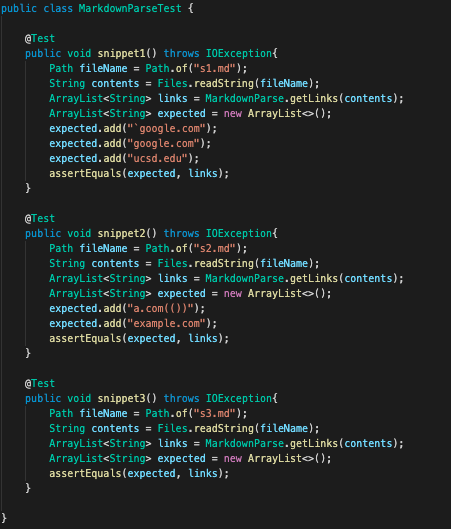 public class MarkdownParseTest {
@Test
public void snippet1() throws IOException{
Path fileName = Path.of("s1.md");
String contents = Files.readString(fileName);
ArrayList<String> links = MarkdownParse.getLinks(contents);
ArrayList<String> expected = new ArrayList<>();
expected.add("`google.com");
expected.add("google.com");
expected.add("ucsd.edu");
assertEquals(expected, links);
}
@Test
public void snippet2() throws IOException{
Path fileName = Path.of("s2.md");
String contents = Files.readString(fileName);
ArrayList<String> links = MarkdownParse.getLinks(contents);
ArrayList<String> expected = new ArrayList<>();
expected.add("a.com(())");
expected.add("example.com");
assertEquals(expected, links);
}
@Test
public void snippet3() throws IOException{
Path fileName = Path.of("s3.md");
String contents = Files.readString(fileName);
ArrayList<String> links = MarkdownParse.getLinks(contents);
ArrayList<String> expected = new ArrayList<>();
assertEquals(expected, links);
}
}